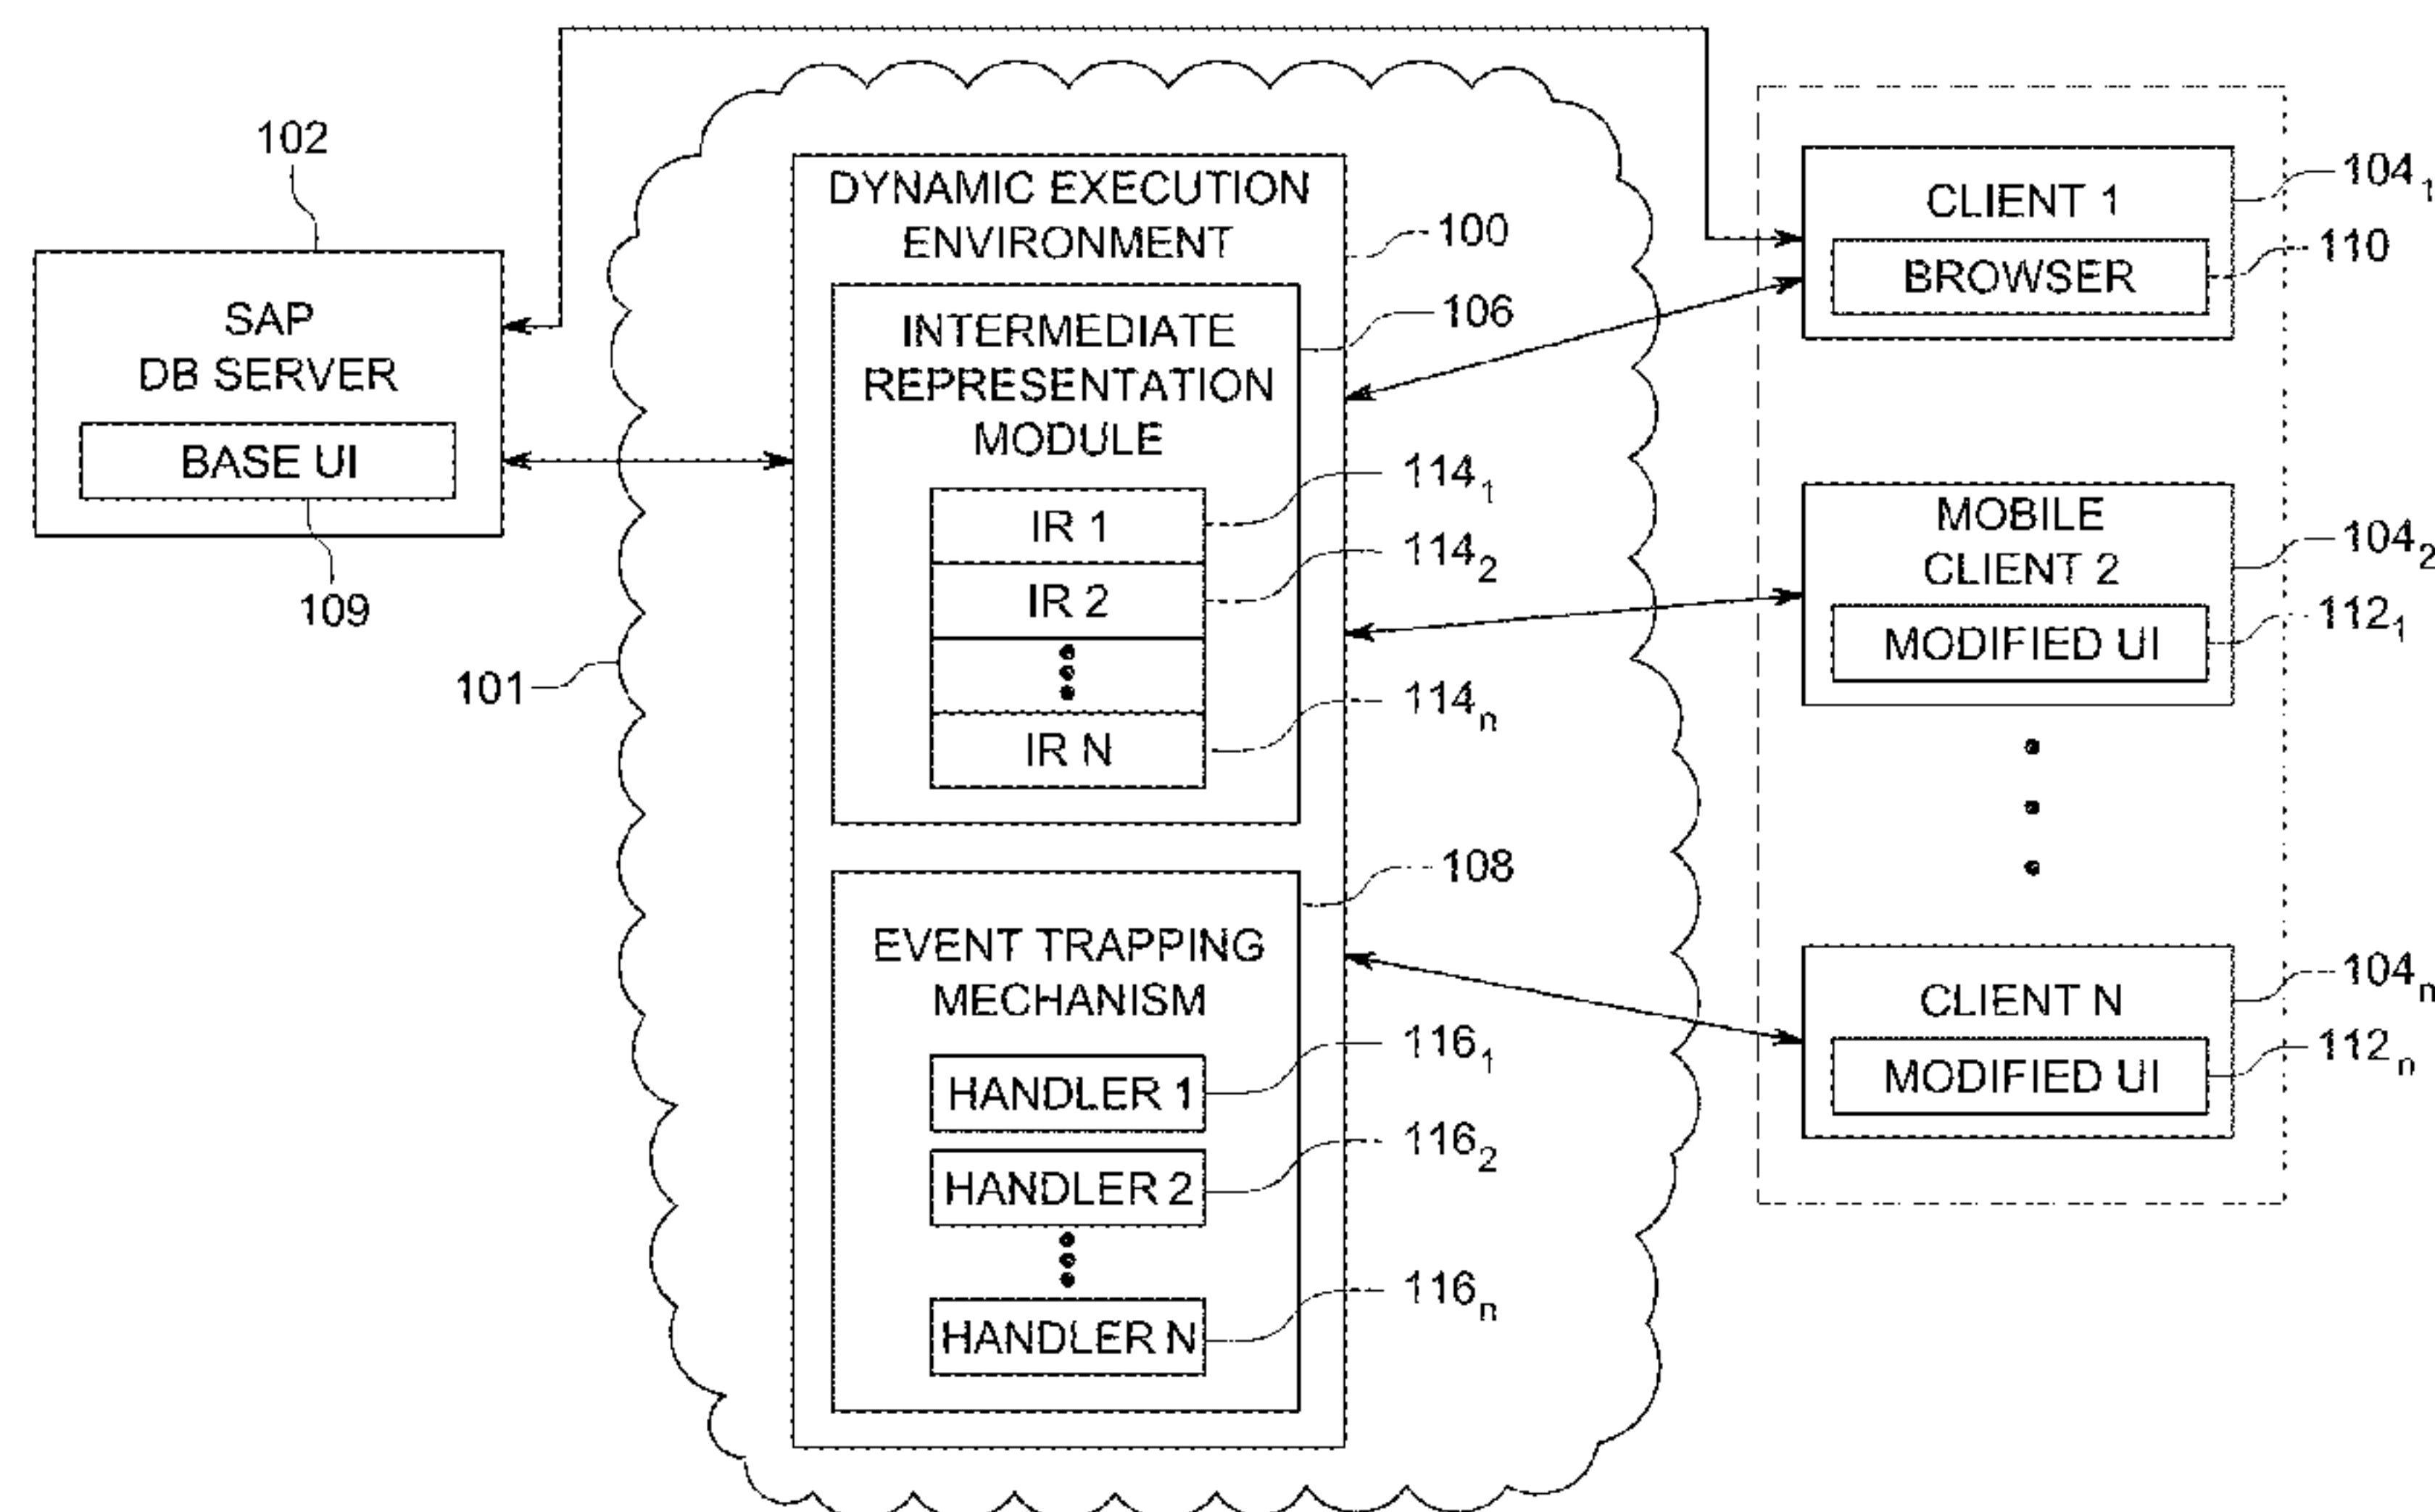 102
SAP
DB SERVER
BASE UI
109
101
DYNAMIC EXECUTION
ENVIRONMENT
100
INTERMEDIATE
REPRESENTATION
MODULE
106
IR 1
114₁
IR 2
114₂
IR N
114ₙ
EVENT TRAPPING
MECHANISM
108
HANDLER 1
116₁
HANDLER 2
116₂
HANDLER N
116ₙ
CLIENT 1
104₁
BROWSER
110
MOBILE
CLIENT 2
104₂
MODIFIED UI
112₁
CLIENT N
104ₙ
MODIFIED UI
112ₙ